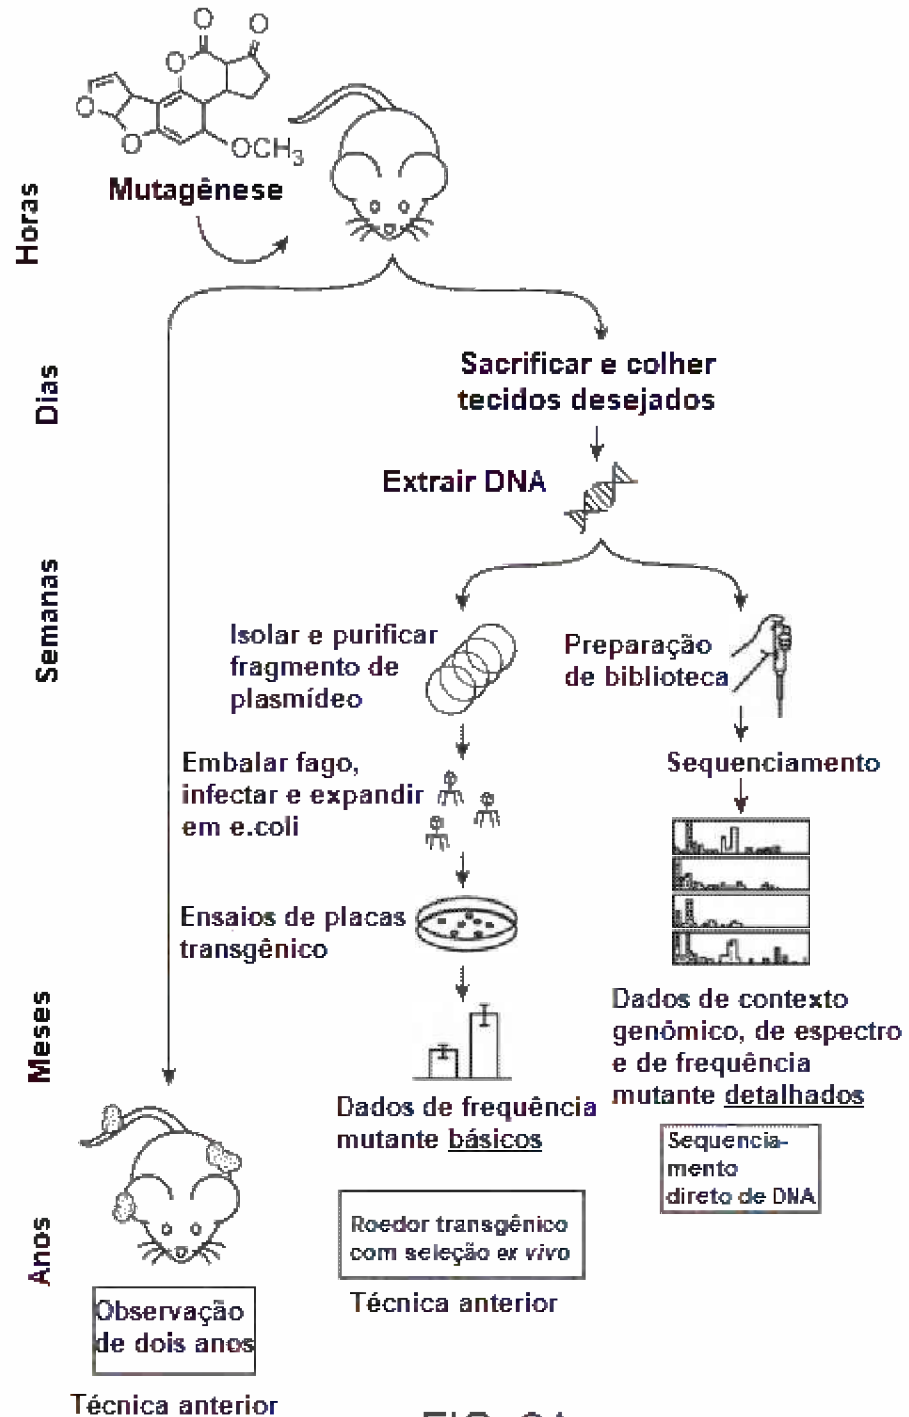 O
O
O
O
O
OCH3
Mutagênese
Horas
Sacrificar e colher
tecidos desejados
Dias
Extrair DNA
Semanas
Isolar e purificar
fragmento de
plasmídeo
Preparação
de biblioteca
Embalar fago,
infectar e expandir
em e.coli
Sequenciamento
Ensaios de placas
transgênico
Meses
Dados de contexto
genômico, de espectro
e de frequência
mutante detalhados
Dados de frequência
mutante básicos
Sequencia-
mento
direto de DNA
Anos
Roedor transgênico
com seleção ex vivo
Técnica anterior
Observação
de dois anos
Técnica anterior